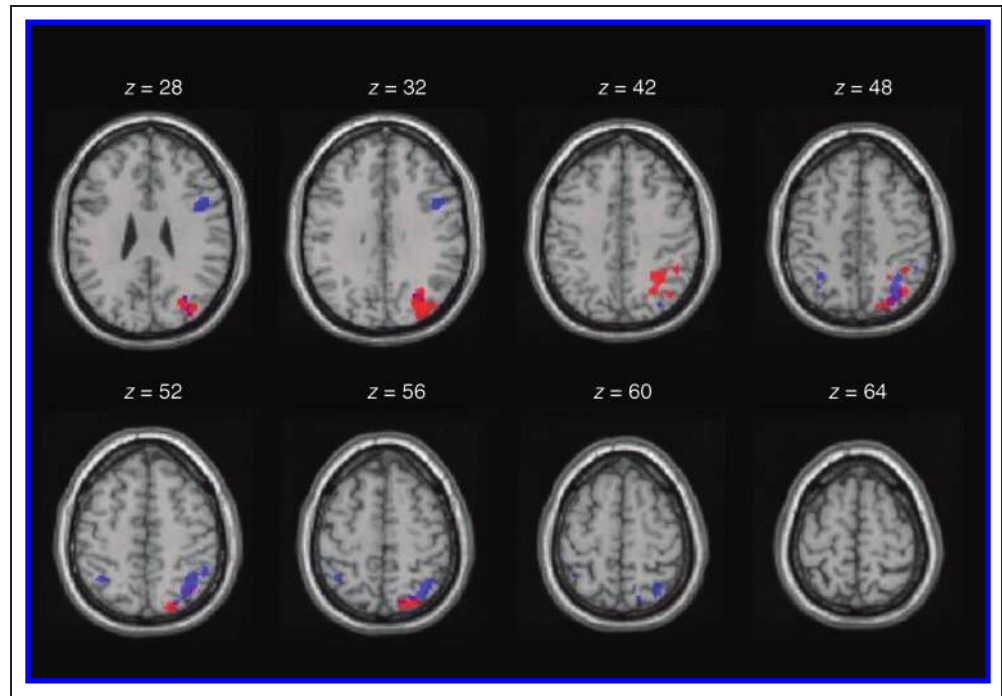 z = 28 z = 32 z = 42 z = 48
z = 52 z = 56 z = 60 z = 64